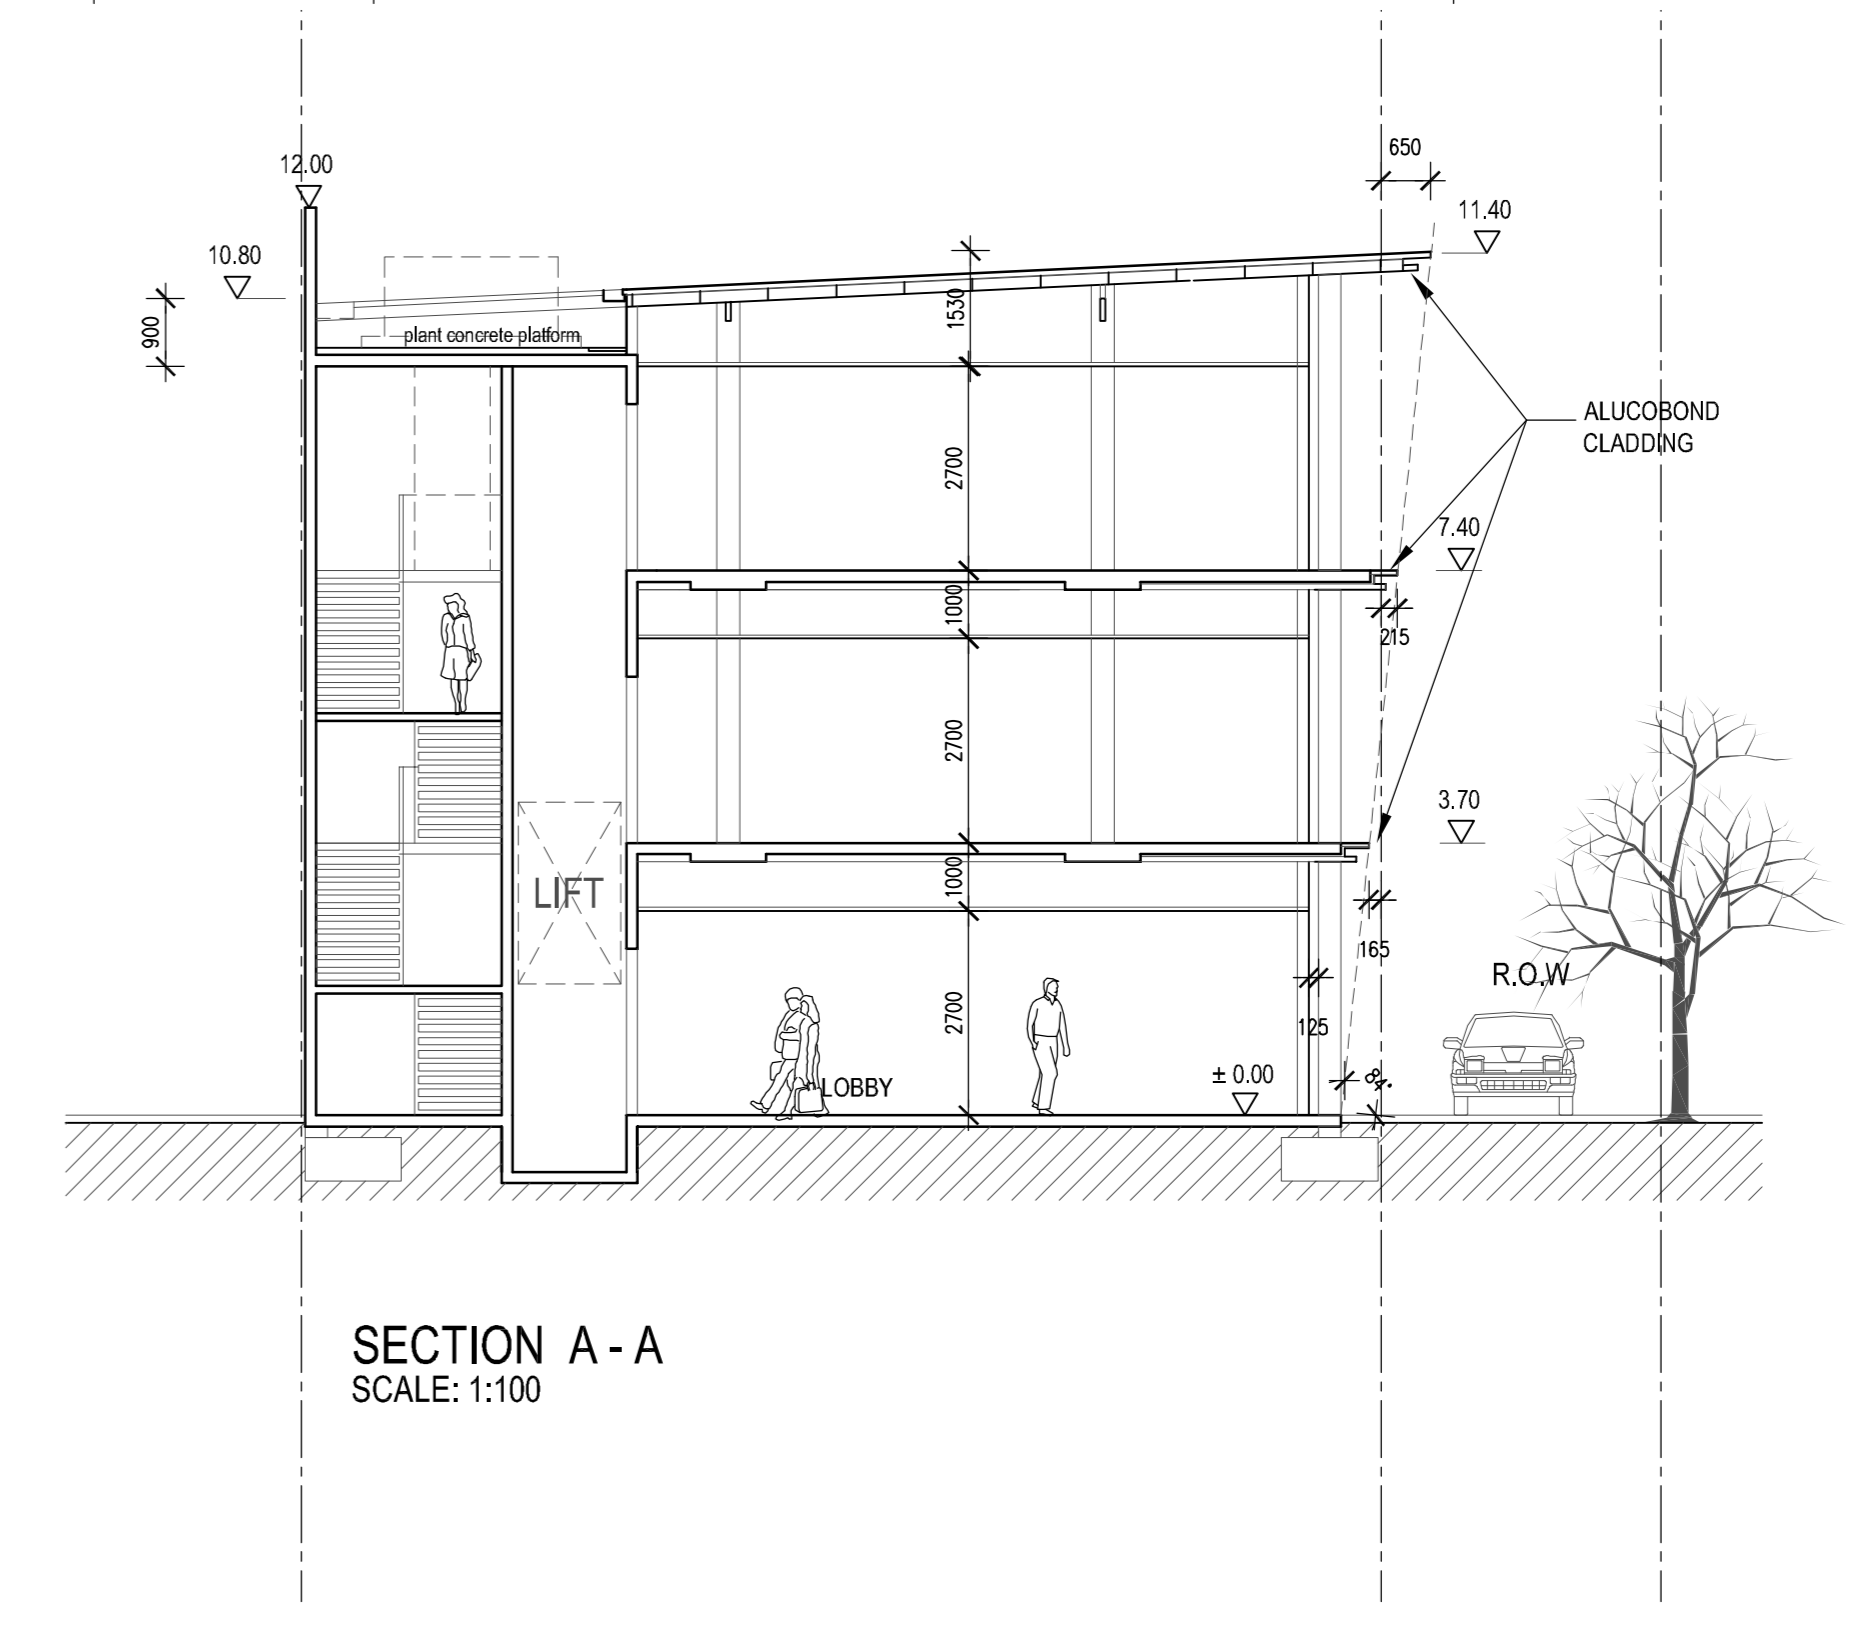 650
12.00
11.40
10.80
900
1530
plant concrete platform
ALUCOBOND
CLADDING
2700
7.40
1000
215
2700
3.70
1000
LIFT
165
R.O.W
2700
125
± 0.00
84°
LOBBY
SECTION A - A
SCALE: 1:100